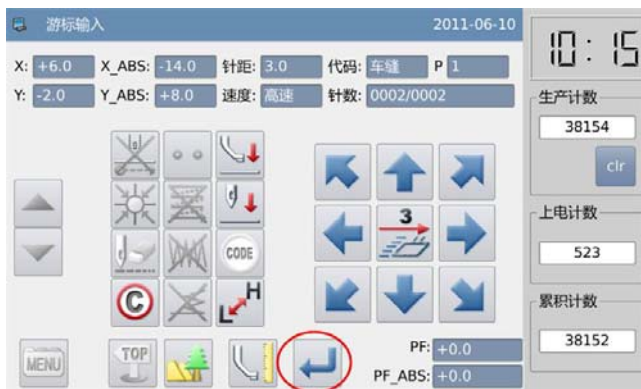 游标输入 2011-06-10
10:15
X: +6.0 X_ABS: -14.0 针距: 3.0 代码: 车缝 P 1
Y: -2.0 Y_ABS: +8.0 速度: 高速 针数: 0002/0002
生产计数
38154
clr
上电计数
523
累积计数
38152
3
CODE
C
H
L
MENU
TOP
PF: +0.0
PF_ABS: +0.0